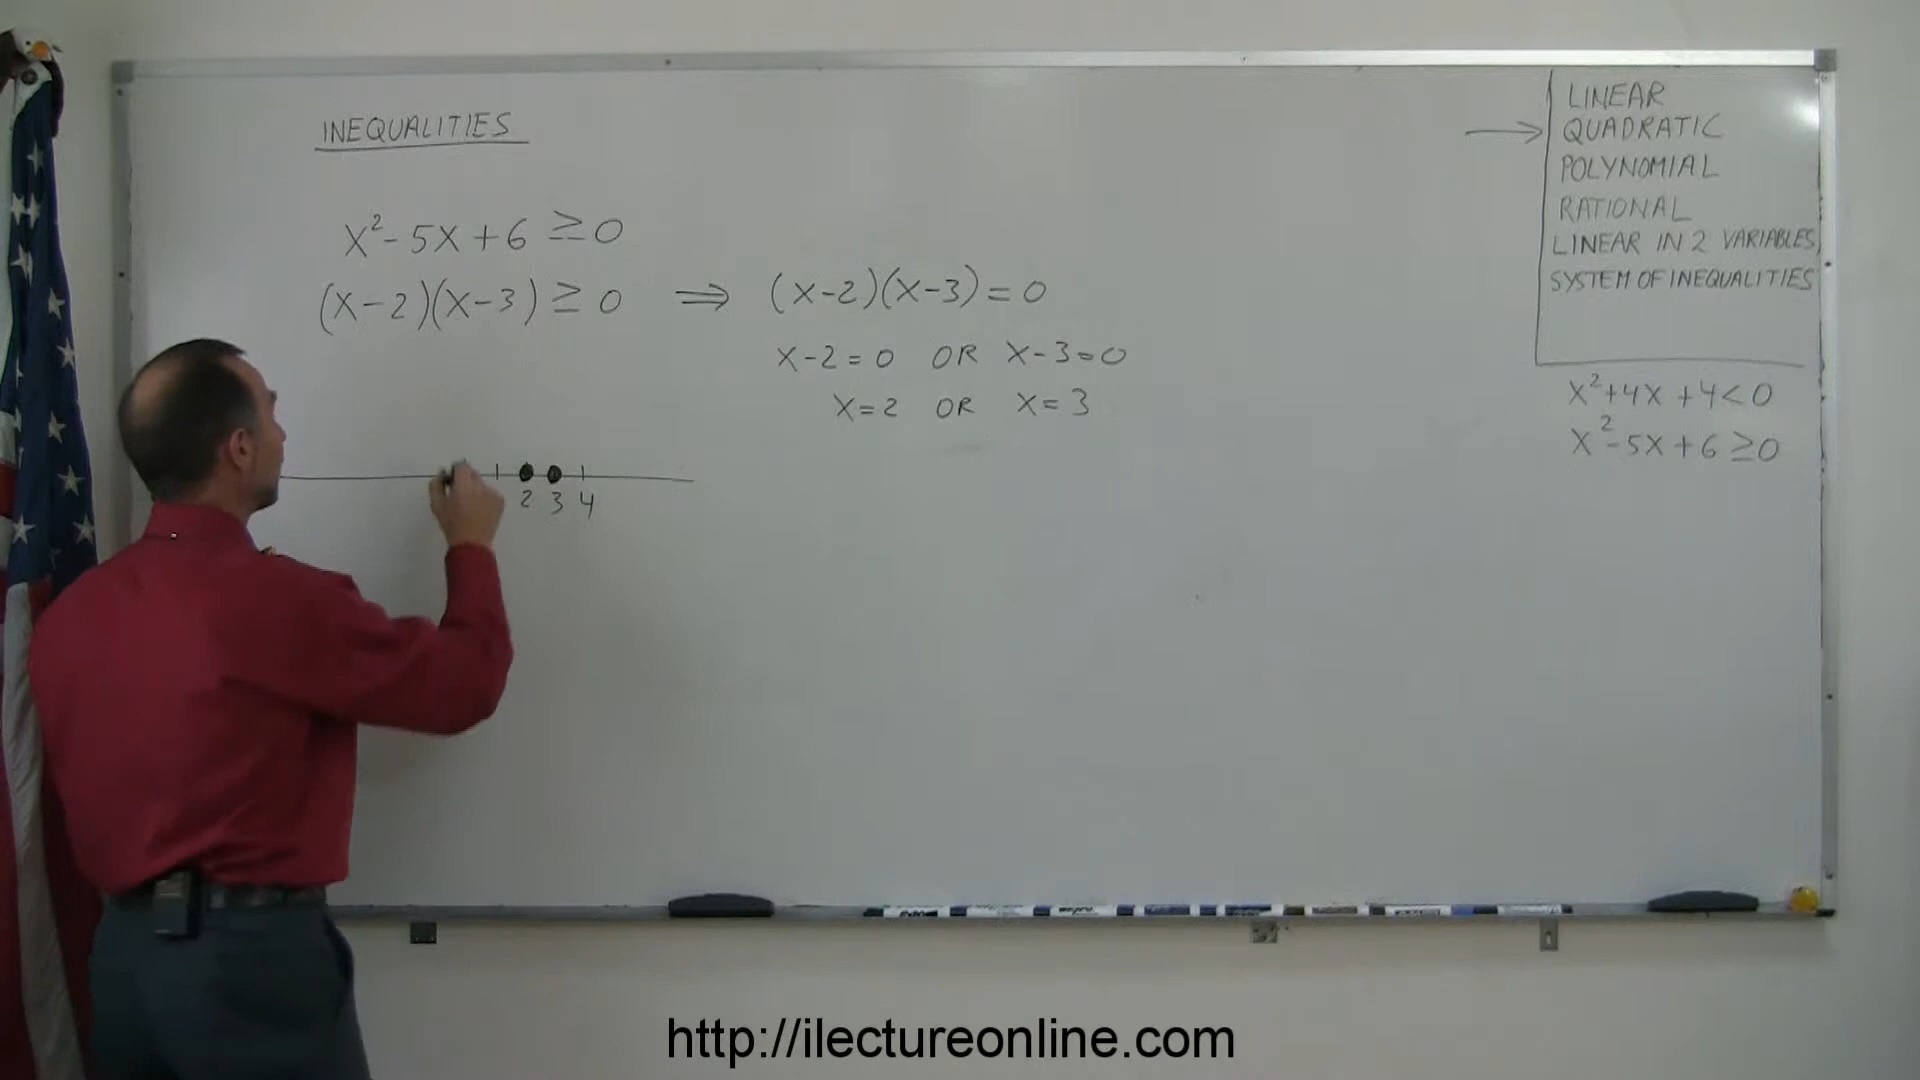 INEQUALITIES
x² - 5x + 6 ≥ 0
(x - 2)(x - 3) ≥ 0 ⟹ (x - 2)(x - 3) = 0
x - 2 = 0 OR x - 3 = 0
x = 2 OR x = 3
2 3 4
LINEAR
→ QUADRATIC
POLYNOMIAL
RATIONAL
LINEAR IN 2 VARIABLES
SYSTEM OF INEQUALITIES
x² + 4x + 4 < 0
x² - 5x + 6 ≥ 0
http://ilectureonline.com